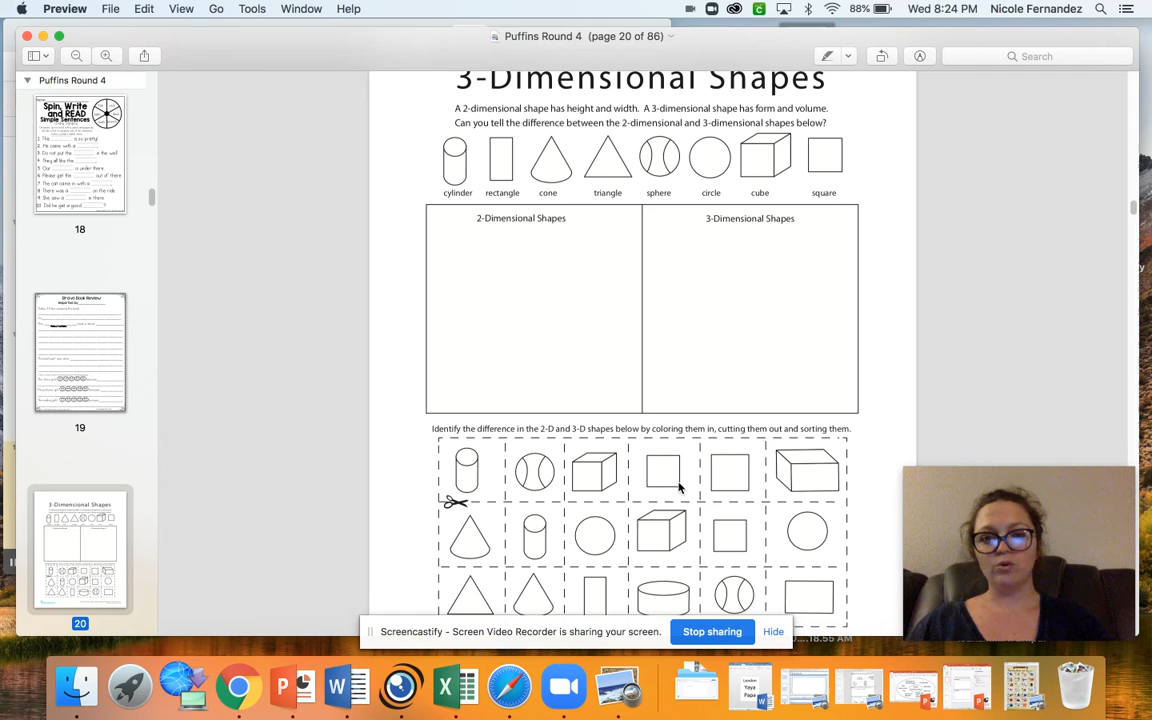 Preview File Edit View Go Tools Window Help 88% Wed 8:24 PM Nicole Fernandez
Puffins Round 4 (page 20 of 86)
Search
Puffins Round 4
Spin, Write
and READ
Simple Sentences
18
Bravo Book Review
19
3-Dimensional Shapes
20
3-Dimensional Shapes
A 2-dimensional shape has height and width. A 3-dimensional shape has form and volume.
Can you tell the difference between the 2-dimensional and 3-dimensional shapes below?
cylinder rectangle cone triangle sphere circle cube square
2-Dimensional Shapes 3-Dimensional Shapes
Identify the difference in the 2-D and 3-D shapes below by coloring them in, cutting them out and sorting them.
Screencastify - Screen Video Recorder is sharing your screen. Stop sharing Hide
London
Yaya
Papa